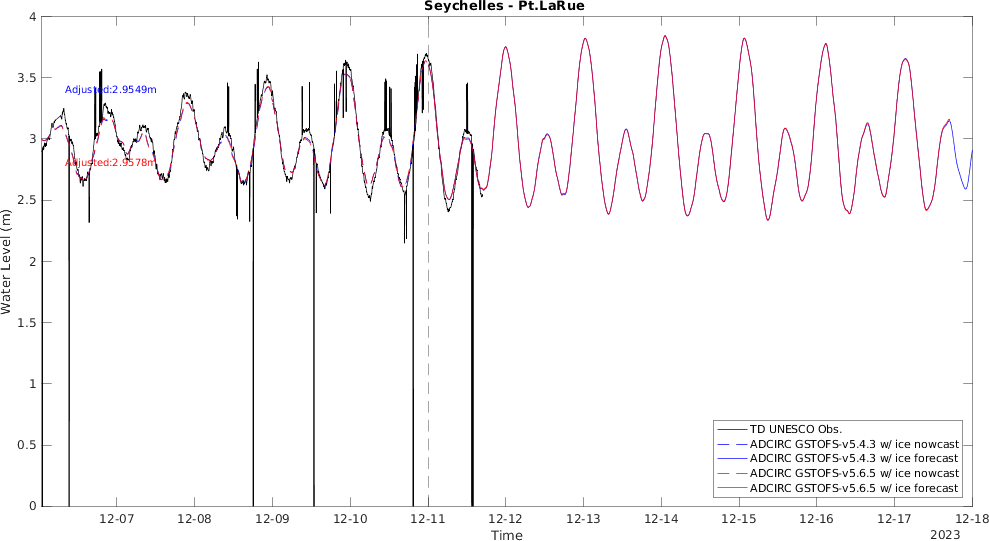 Seychelles - Pt.LaRue
4
3.5
3
2.5
2
1.5
1
0.5
0
Water Level (m)
Adjusted:2.9549m
Adjusted:2.9578m
TD UNESCO Obs.
ADCIRC GSTOFS-v5.4.3 w/ ice nowcast
ADCIRC GSTOFS-v5.4.3 w/ ice forecast
ADCIRC GSTOFS-v5.6.5 w/ ice nowcast
ADCIRC GSTOFS-v5.6.5 w/ ice forecast
12-07 12-08 12-09 12-10 12-11 12-12 12-13 12-14 12-15 12-16 12-17 12-18
Time
2023